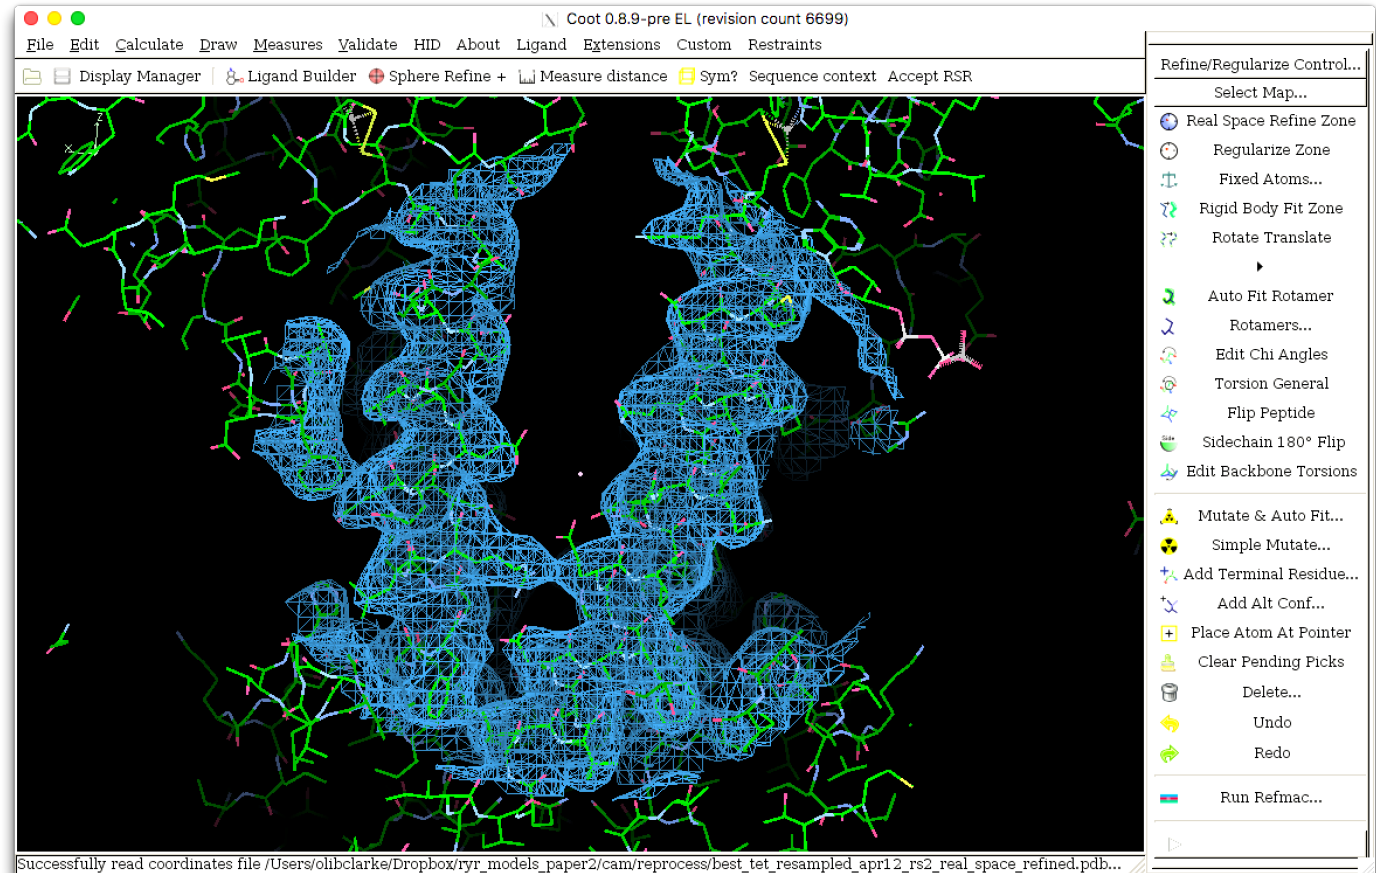 Coot 0.8.9-pre EL (revision count 6699)
File Edit Calculate Draw Measures Validate HID About Ligand Extensions Custom Restraints
Display Manager Ligand Builder Sphere Refine + Measure distance Sym? Sequence context Accept RSR
Refine/Regularize Control...
Select Map...
Real Space Refine Zone
Regularize Zone
Fixed Atoms...
Rigid Body Fit Zone
Rotate Translate
Auto Fit Rotamer
Rotamers...
Edit Chi Angles
Torsion General
Flip Peptide
Side
Sidechain 180° Flip
Edit Backbone Torsions
Mutate & Auto Fit...
Simple Mutate...
Add Terminal Residue...
Add Alt Conf...
Place Atom At Pointer
Clear Pending Picks
Delete...
Undo
Redo
Run Refmac...
Z
X
Successfully read coordinates file /Users/olibclarke/Dropbox/ryr_models_paper2/cam/reprocess/best_tet_resampled_apr12_rs2_real_space_refined.pdb...